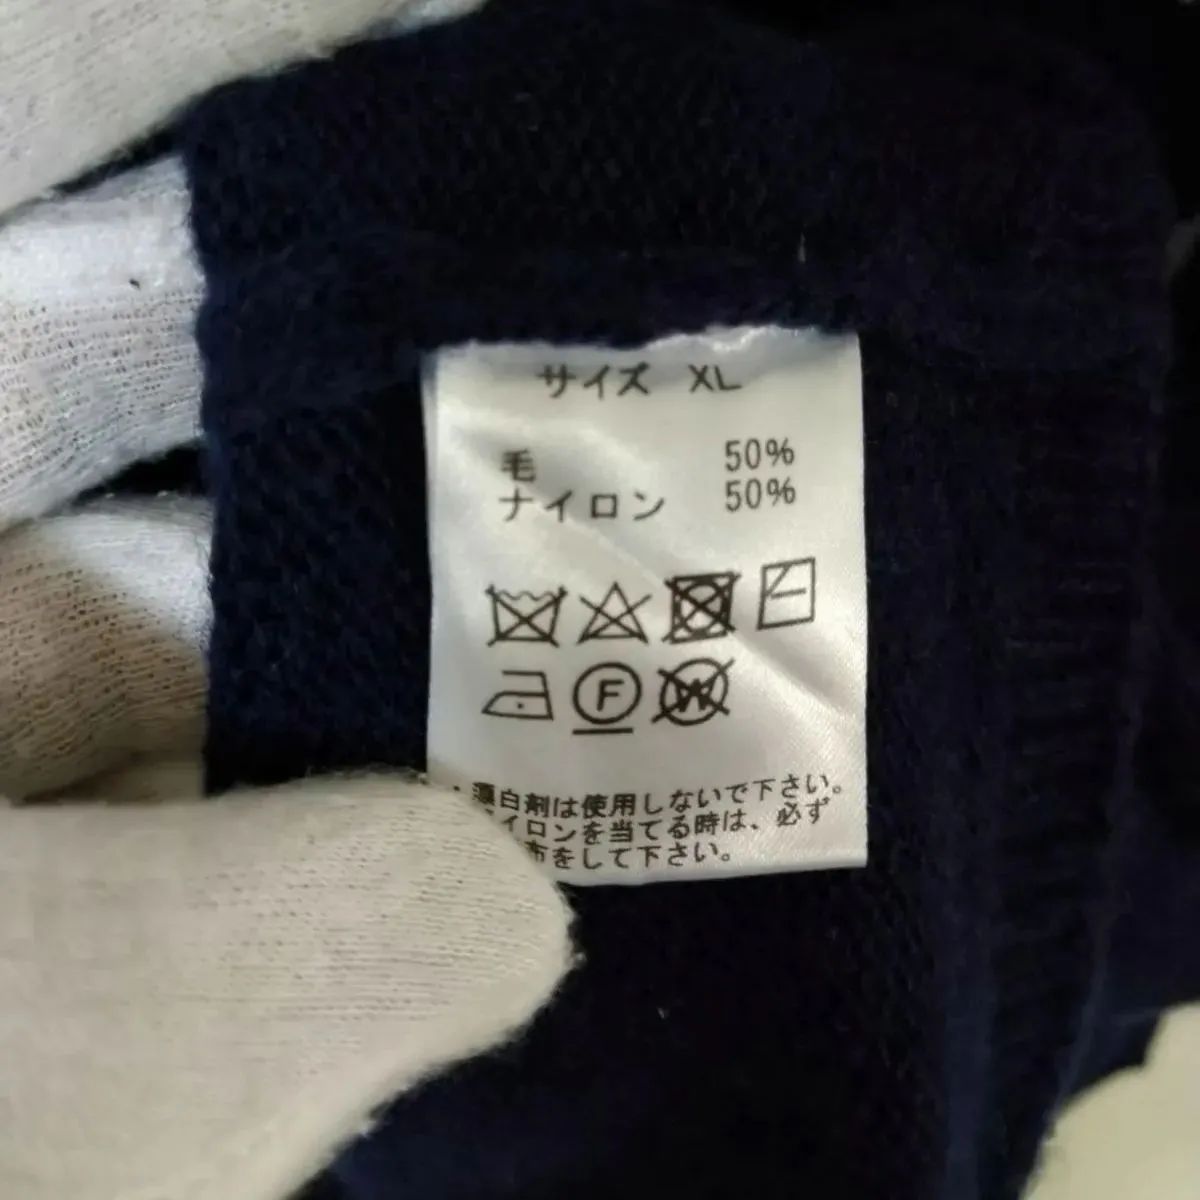 サイズ XL
毛 50%
ナイロン 50%
F
W
漂白剤は使用しないで下さい。
イロンを当てる時は、必ず
布をして下さい。